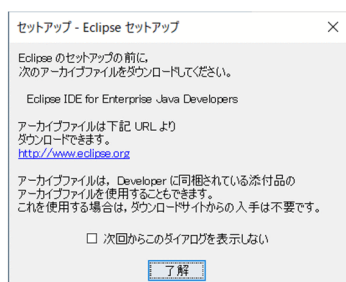 セットアップ - Eclipse セットアップ
Eclipse のセットアップの前に,
次のアーカイブファイルをダウンロードしてください。
Eclipse IDE for Enterprise Java Developers
アーカイブファイルは下記 URL より
ダウンロードできます。
http://www.eclipse.org
アーカイブファイルは, Developer に同梱されている添付品の
アーカイブファイルを使用することもできます。
これを使用する場合は, ダウンロードサイトからの入手は不要です。
次回からこのダイアログを表示しない
了解